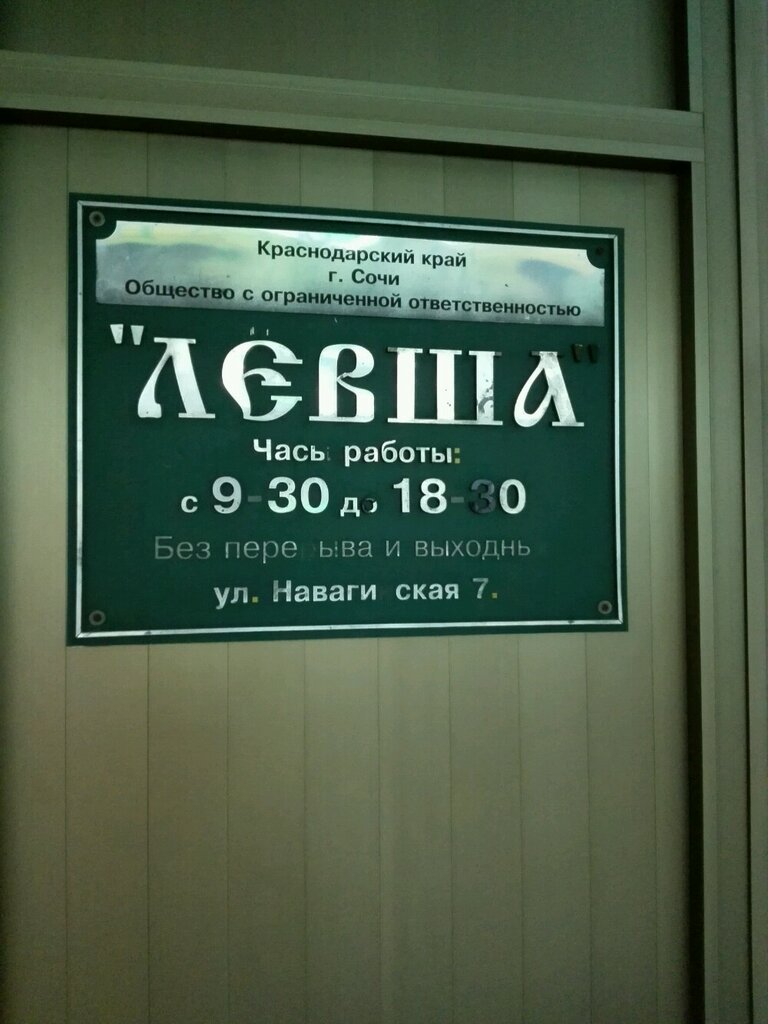 Краснодарский край
г. Сочи
Общество с ограниченной ответственностью
"ЛЕВША"
Часы работы:
с 9-30 до 18-30
Без пере ыва и выходнь
ул. Наваги ская 7.